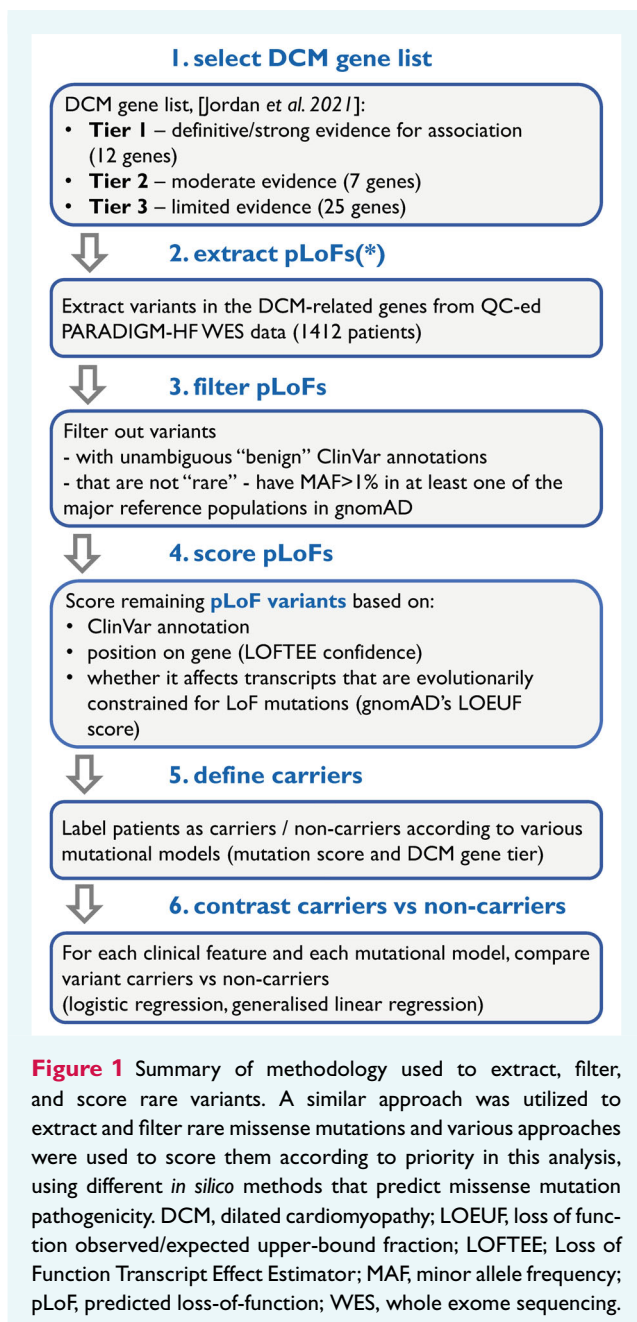 1. select DCM gene list
DCM gene list, [Jordan et al. 2021]:
• Tier 1 – definitive/strong evidence for association
(12 genes)
• Tier 2 – moderate evidence (7 genes)
• Tier 3 – limited evidence (25 genes)
2. extract pLoFs(*)
Extract variants in the DCM-related genes from QC-ed
PARADIGM-HF WES data (1412 patients)
3. filter pLoFs
Filter out variants
- with unambiguous “benign” ClinVar annotations
- that are not “rare” - have MAF>1% in at least one of the
major reference populations in gnomAD
4. score pLoFs
Score remaining pLoF variants based on:
• ClinVar annotation
• position on gene (LOFTEE confidence)
• whether it affects transcripts that are evolutionarily
constrained for LoF mutations (gnomAD’s LOEUF
score)
5. define carriers
Label patients as carriers / non-carriers according to various
mutational models (mutation score and DCM gene tier)
6. contrast carriers vs non-carriers
For each clinical feature and each mutational model, compare
variant carriers vs non-carriers
(logistic regression, generalised linear regression)
Figure 1 Summary of methodology used to extract, filter,
and score rare variants. A similar approach was utilized to
extract and filter rare missense mutations and various approaches
were used to score them according to priority in this analysis,
using different in silico methods that predict missense mutation
pathogenicity. DCM, dilated cardiomyopathy; LOEUF, loss of func-
tion observed/expected upper-bound fraction; LOFTEE; Loss of
Function Transcript Effect Estimator; MAF, minor allele frequency;
pLoF, predicted loss-of-function; WES, whole exome sequencing.